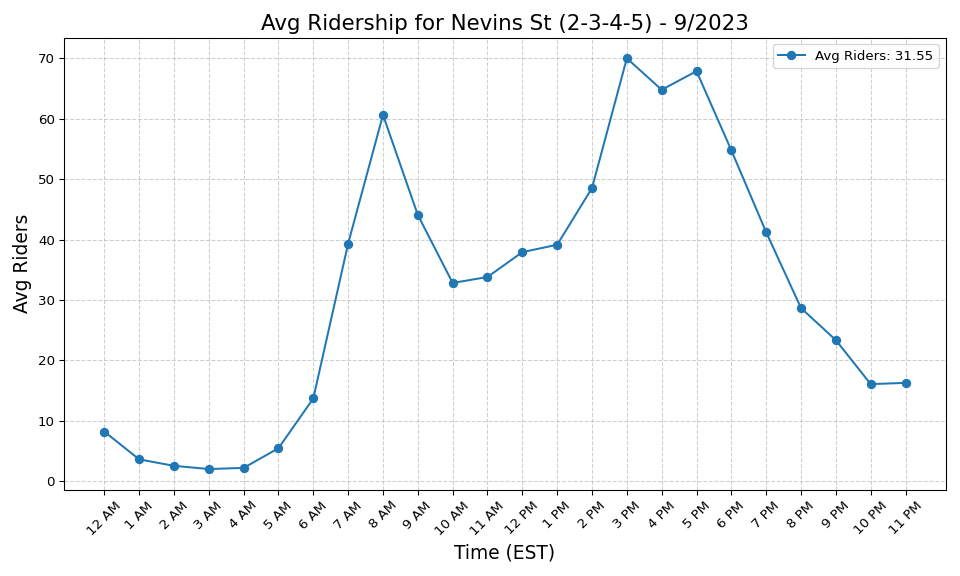 Avg Ridership for Nevins St (2-3-4-5) - 9/2023
Avg Riders: 31.55
Avg Riders
70
60
50
40
30
20
10
0
12 AM 1 AM 2 AM 3 AM 4 AM 5 AM 6 AM 7 AM 8 AM 9 AM 10 AM 11 AM 12 PM 1 PM 2 PM 3 PM 4 PM 5 PM 6 PM 7 PM 8 PM 9 PM 10 PM 11 PM
Time (EST)